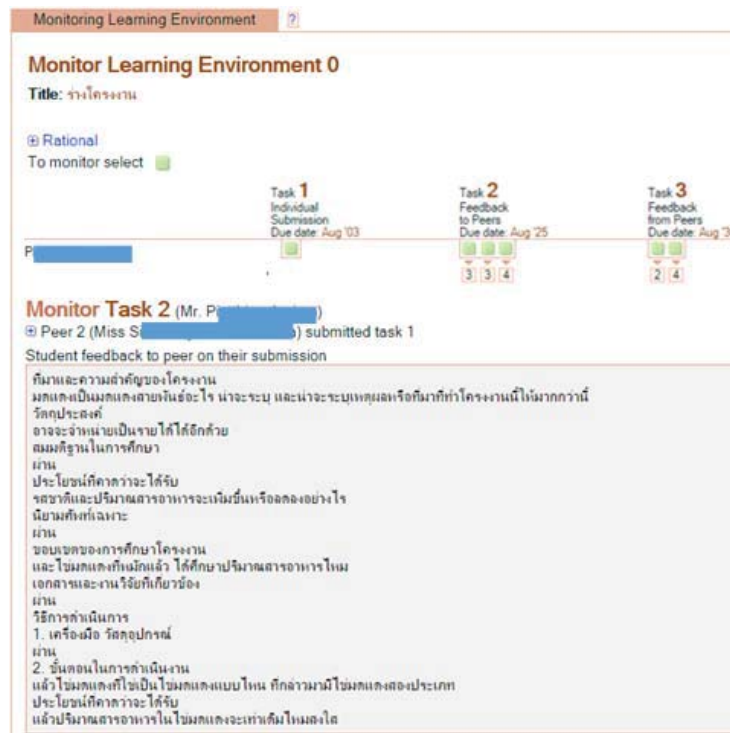 Monitoring Learning Environment ?
Monitor Learning Environment 0
Title: ร่างโครงงาน
Rational
To monitor select
Task 1 Task 2 Task 3
Individual Feedback Feedback
Submission to Peers from Peers
Due date: Aug '03 Due date: Aug '25 Due date: Aug '3
P
3 3 4 2 4
Monitor Task 2 (Mr. P )
Peer 2 (Miss S ) submitted task 1
Student feedback to peer on their submission
ที่มาและความสำคัญของโครงงาน
มดแดงเป็นมดแดงสายพันธ์อะไร น่าจะระบุ และน่าจะระบุเหตุผลหรือที่มาที่ทำโครงงานนี้ให้มากกว่านี้
วัตถุประสงค์
อาจจะจำหน่ายเป็นรายได้ได้อีกด้วย
สมมติฐานในการศึกษา
ผ่าน
ประโยชน์ที่คาดว่าจะได้รับ
รสชาติและปริมาณสารอาหารจะเพิ่มขึ้นหรือลดลงอย่างไร
นิยามศัพท์เฉพาะ
ผ่าน
ขอบเขตของการศึกษาโครงงาน
และไข่มดแดงที่หมักแล้ว ได้ศึกษาปริมาณสารอาหารไหม
เอกสารและงานวิจัยที่เกี่ยวข้อง
ผ่าน
วิธีการดำเนินการ
1. เครื่องมือ วัสดุอุปกรณ์
ผ่าน
2. ขั้นตอนในการดำเนินงาน
แล้วไข่มดแดงที่ใช่เป็นไข่มดแดงแบบไหน ที่กล่าวมามีไข่มดแดงสองประเภท
ประโยชน์ที่คาดว่าจะได้รับ
แล้วปริมาณสารอาหารในไข่มดแดงจะเท่าเดิมไหมสงใส